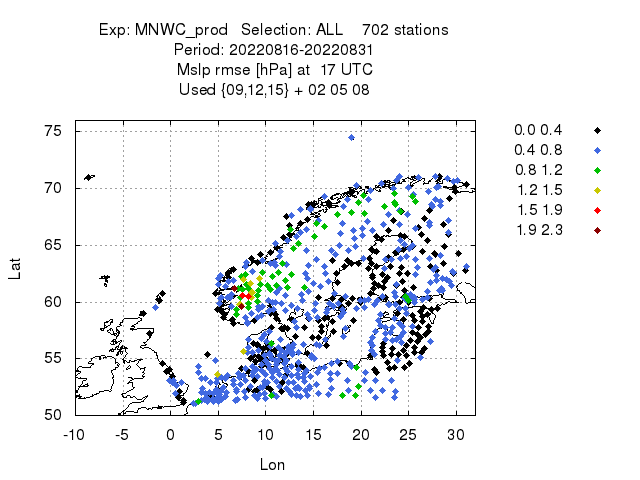 Exp: MNWC_prod Selection: ALL 702 stations
Period: 20220816-20220831
Mslp rmse [hPa] at 17 UTC
Used {09,12,15} + 02 05 08
0.0 0.4
0.4 0.8
0.8 1.2
1.2 1.5
1.5 1.9
1.9 2.3
Lat
75
70
65
60
55
50
-10 -5 0 5 10 15 20 25 30
Lon